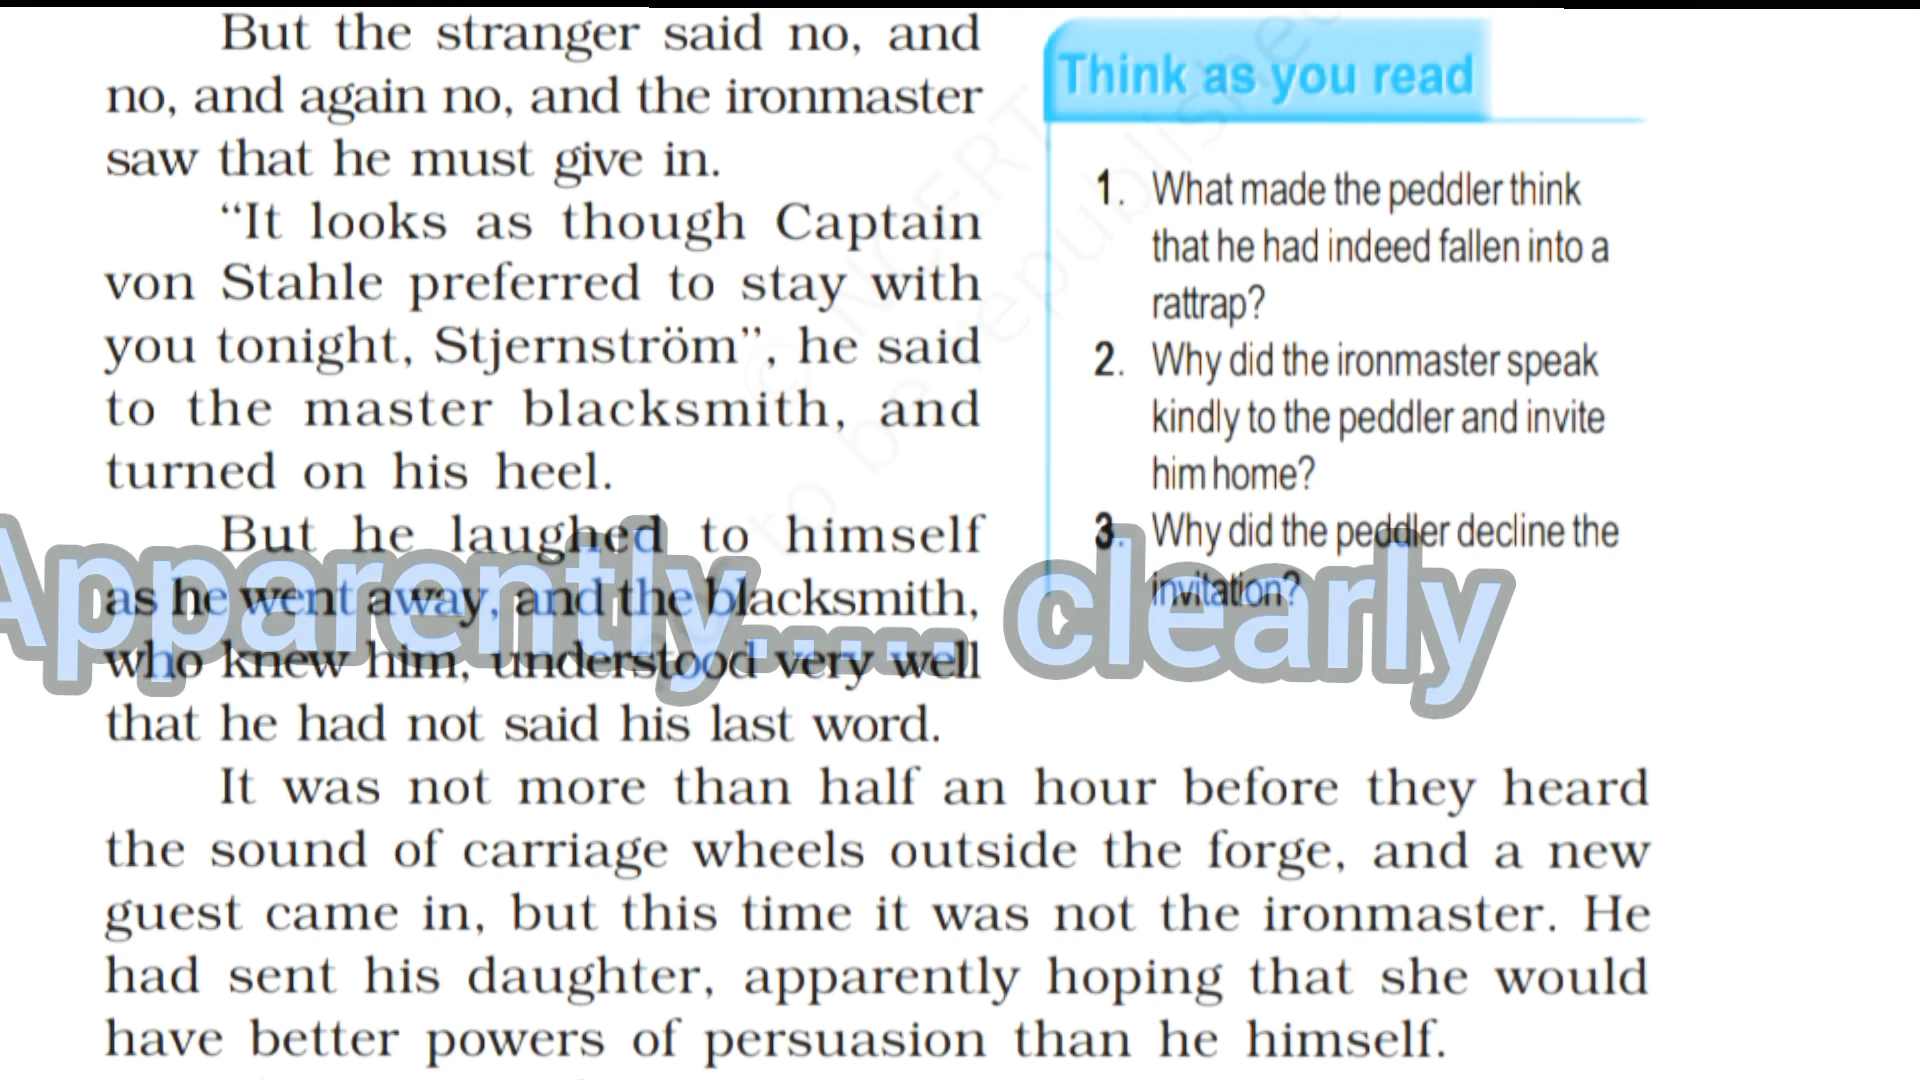 But the stranger said no, and
no, and again no, and the ironmaster
saw that he must give in.
“It looks as though Captain
von Stahle preferred to stay with
you tonight, Stjernström”, he said
to the master blacksmith, and
turned on his heel.
But he laughed to himself
as he went away, and the blacksmith,
who knew him, understood very well
that he had not said his last word.
It was not more than half an hour before they heard
the sound of carriage wheels outside the forge, and a new
guest came in, but this time it was not the ironmaster. He
had sent his daughter, apparently hoping that she would
have better powers of persuasion than he himself.
Think as you read
1. What made the peddler think
that he had indeed fallen into a
rattrap?
2. Why did the ironmaster speak
kindly to the peddler and invite
him home?
3. Why did the peddler decline the
invitation?
Apparently..... clearly
© NCERT
to be republished